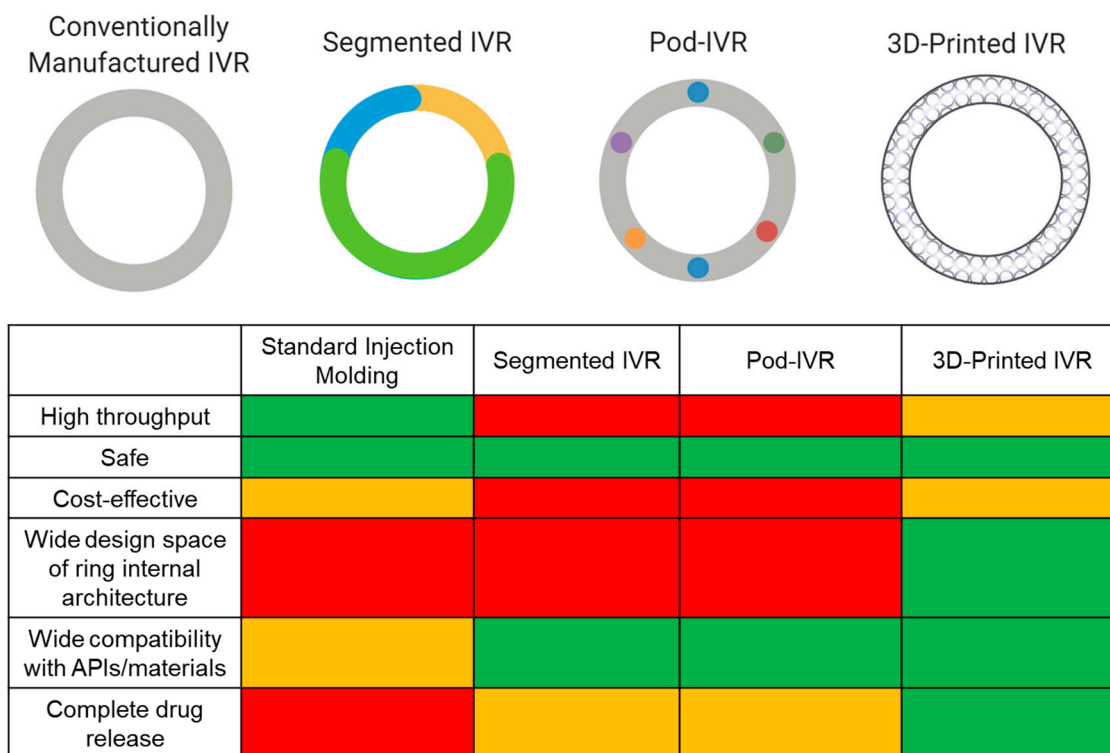 Conventionally
Manufactured IVR
Segmented IVR
Pod-IVR
3D-Printed IVR
Standard Injection
Molding
Segmented IVR
Pod-IVR
3D-Printed IVR
High throughput
Safe
Cost-effective
Wide design space
of ring internal
architecture
Wide compatibility
with APIs/materials
Complete drug
release